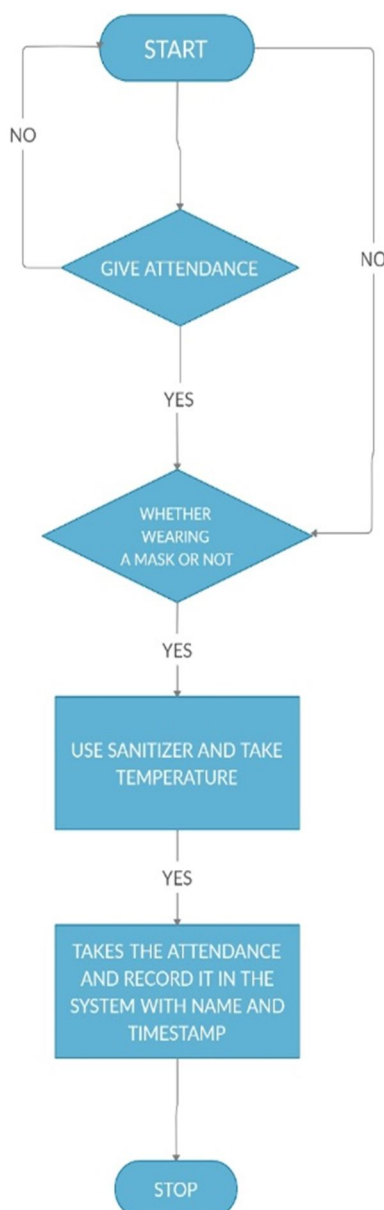 START
NO
GIVE ATTENDANCE
NO
YES
WHETHER
WEARING
A MASK OR NOT
YES
USE SANITIZER AND TAKE
TEMPERATURE
YES
TAKES THE ATTENDANCE
AND RECORD IT IN THE
SYSTEM WITH NAME AND
TIMESTAMP
STOP